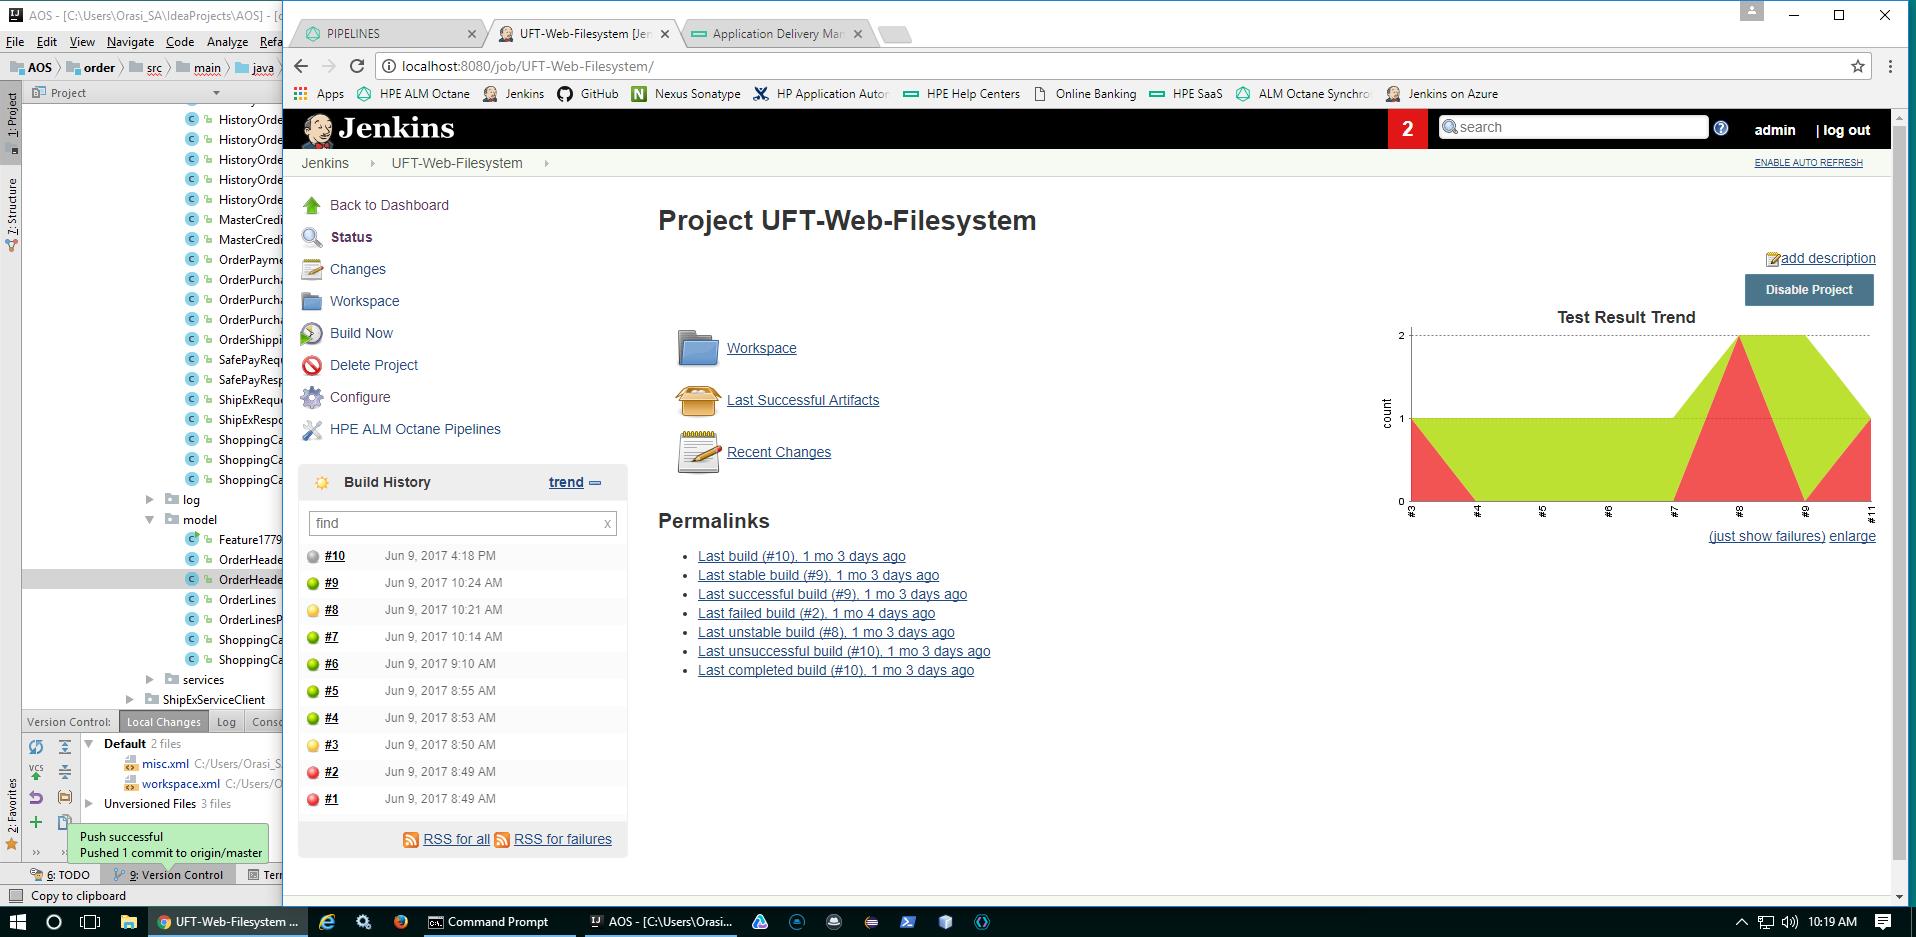 AOS - [C:\Users\Orasi_SA\IdeaProjects\AOS] - [
File Edit View Navigate Code Analyze Refa
AOS order src main java
Project
1: Project
7: Structure
2: Favorites
HistoryOrde
HistoryOrde
HistoryOrde
HistoryOrde
HistoryOrde
MasterCredi
MasterCredi
OrderPayme
OrderPurcha
OrderPurcha
OrderPurcha
OrderShippi
SafePayRequ
SafePayResp
ShipExReque
ShipExRespo
ShoppingCa
ShoppingCa
ShoppingCa
log
model
Feature1779
OrderHeade
OrderHeade
OrderLines
OrderLinesP
ShoppingCa
ShoppingCa
services
ShipExServiceClient
Version Control: Local Changes Log Conso
VCS
Default 2 files
misc.xml C:/Users/Orasi_S
workspace.xml C:/Users/O
Unversioned Files 3 files
Push successful
Pushed 1 commit to origin/master
6: TODO 9: Version Control Terr
Copy to clipboard
PIPELINES
UFT-Web-Filesystem [Jen
Application Delivery Man
localhost:8080/job/UFT-Web-Filesystem/
Apps HPE ALM Octane Jenkins GitHub Nexus Sonatype HP Application Autor HPE Help Centers Online Banking HPE SaaS ALM Octane Synchro Jenkins on Azure
Jenkins
2
search
?
admin | log out
Jenkins UFT-Web-Filesystem
ENABLE AUTO REFRESH
Back to Dashboard
Status
Changes
Workspace
Build Now
Delete Project
Configure
HPE ALM Octane Pipelines
Build History trend
find x
#10 Jun 9, 2017 4:18 PM
#9 Jun 9, 2017 10:24 AM
#8 Jun 9, 2017 10:21 AM
#7 Jun 9, 2017 10:14 AM
#6 Jun 9, 2017 9:10 AM
#5 Jun 9, 2017 8:55 AM
#4 Jun 9, 2017 8:53 AM
#3 Jun 9, 2017 8:50 AM
#2 Jun 9, 2017 8:49 AM
#1 Jun 9, 2017 8:49 AM
RSS for all RSS for failures
Project UFT-Web-Filesystem
Workspace
Last Successful Artifacts
Recent Changes
Permalinks
Last build (#10), 1 mo 3 days ago
Last stable build (#9), 1 mo 3 days ago
Last successful build (#9), 1 mo 3 days ago
Last failed build (#2), 1 mo 4 days ago
Last unstable build (#8), 1 mo 3 days ago
Last unsuccessful build (#10), 1 mo 3 days ago
Last completed build (#10), 1 mo 3 days ago
add description
Disable Project
Test Result Trend
count
2
1
0
#3 #4 #5 #6 #7 #8 #9 #11
(just show failures) enlarge
UFT-Web-Filesystem ...
Command Prompt
AOS - [C:\Users\Orasi...
10:19 AM